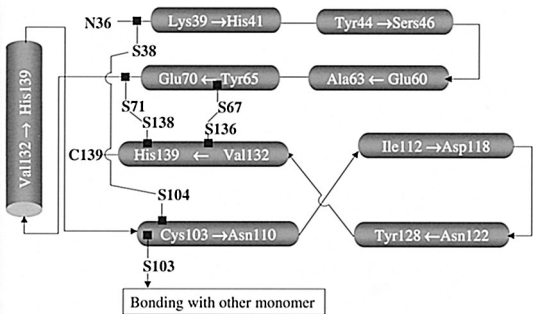 N36
Lys39 →His41
Tyr44 →Sers46
S38
Glu70 ← Tyr65
Ala63 ← Glu60
Val132 → His139
S71
S67
S138
S136
C139
His139 ← Val132
Ile112 →Asp118
S104
Cys103 →Asn110
Tyr128 ←Asn122
S103
Bonding with other monomer